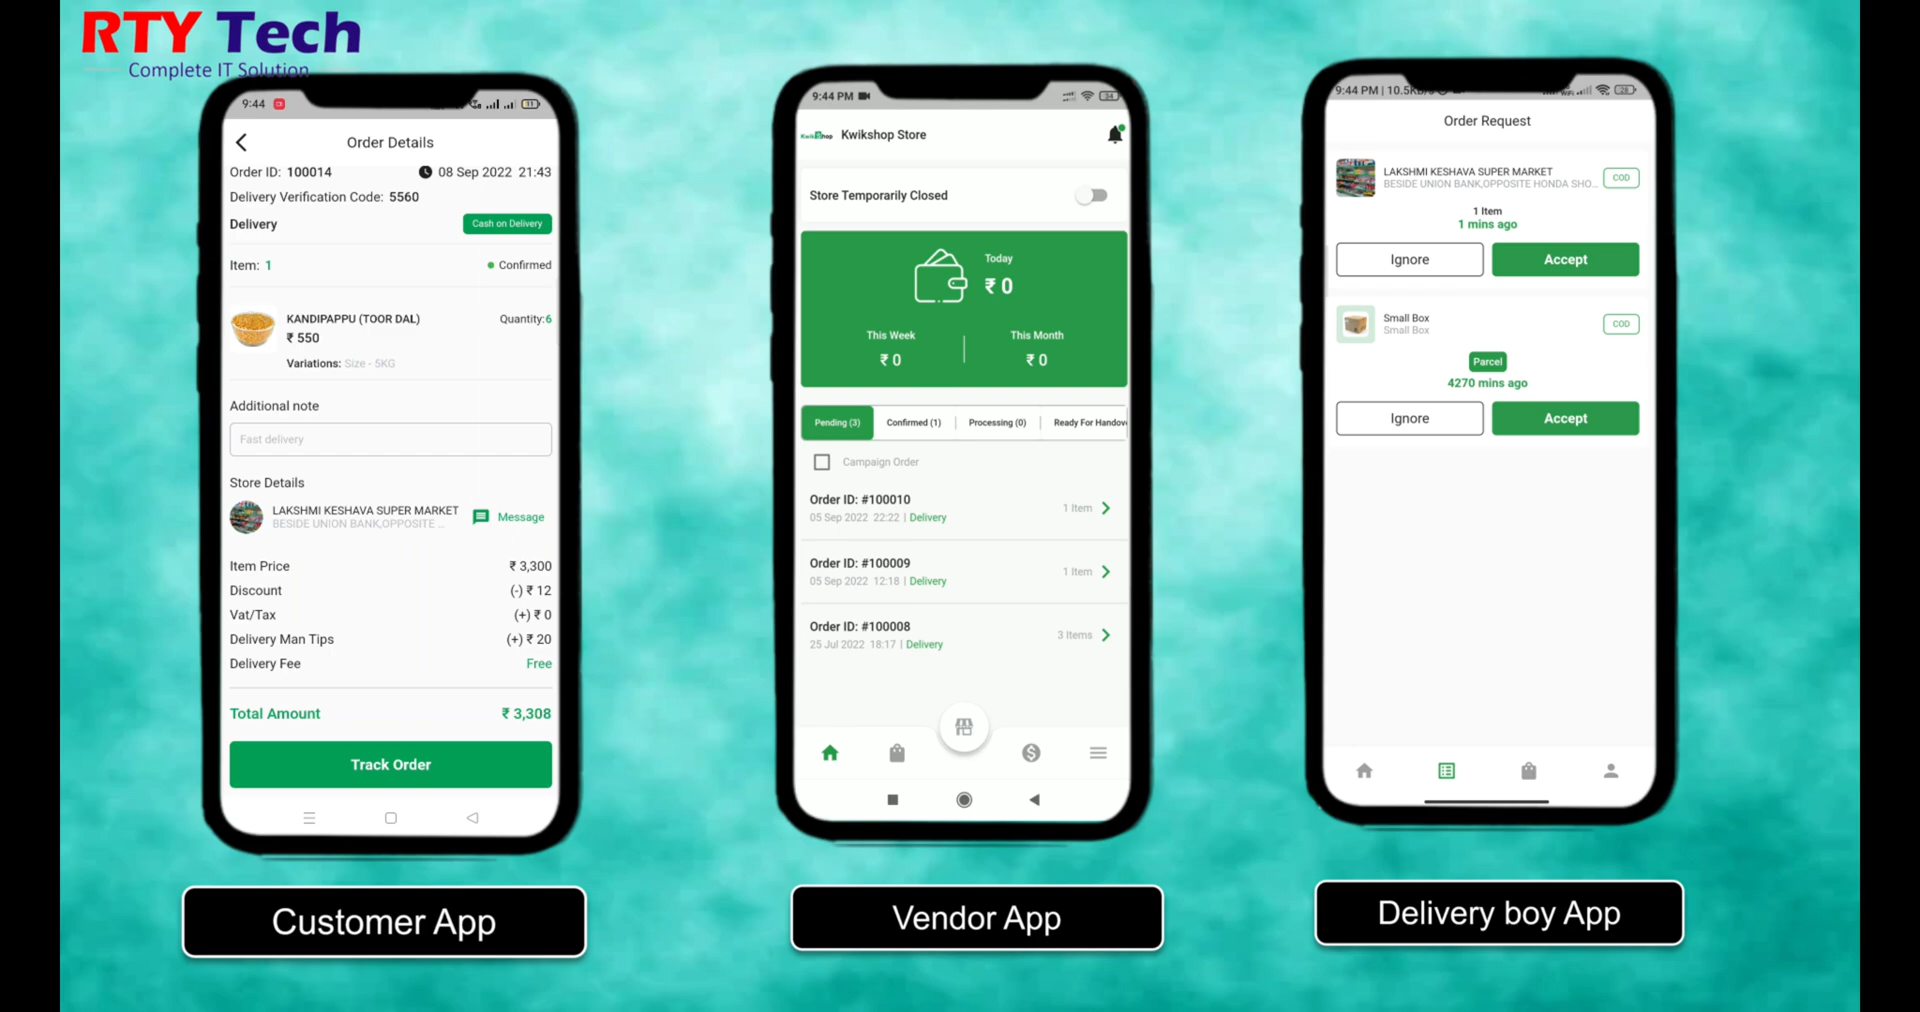 RTY Tech
Complete IT Solution
9:44
11
Order Details
Order ID: 100014
08 Sep 2022 21:43
Delivery Verification Code: 5560
Delivery
Cash on Delivery
Item: 1
Confirmed
KANDIPAPPU (TOOR DAL)
Quantity:6
₹ 550
Variations: Size - 5KG
Additional note
Fast delivery
Store Details
LAKSHMI KESHAVA SUPER MARKET
BESIDE UNION BANK,OPPOSITE ..
Message
Item Price ₹ 3,300
Discount (-) ₹ 12
Vat/Tax (+) ₹ 0
Delivery Man Tips (+) ₹ 20
Delivery Fee Free
Total Amount ₹ 3,308
Track Order
Customer App
9:44 PM
34
KwikShop
Kwikshop Store
Store Temporarily Closed
Today
₹ 0
This Week This Month
₹ 0 ₹ 0
Pending (3) Confirmed (1) Processing (0) Ready For Handov
Campaign Order
Order ID: #100010
05 Sep 2022 22:22 | Delivery
1 Item
Order ID: #100009
05 Sep 2022 12:18 | Delivery
1 Item
Order ID: #100008
25 Jul 2022 18:17 | Delivery
3 Items
Vendor App
9:44 PM | 10.5KB/s
28
Order Request
LAKSHMI KESHAVA SUPER MARKET
BESIDE UNION BANK,OPPOSITE HONDA SHO...
COD
1 Item
1 mins ago
Ignore Accept
Small Box
Small Box
COD
Parcel
4270 mins ago
Ignore Accept
Delivery boy App